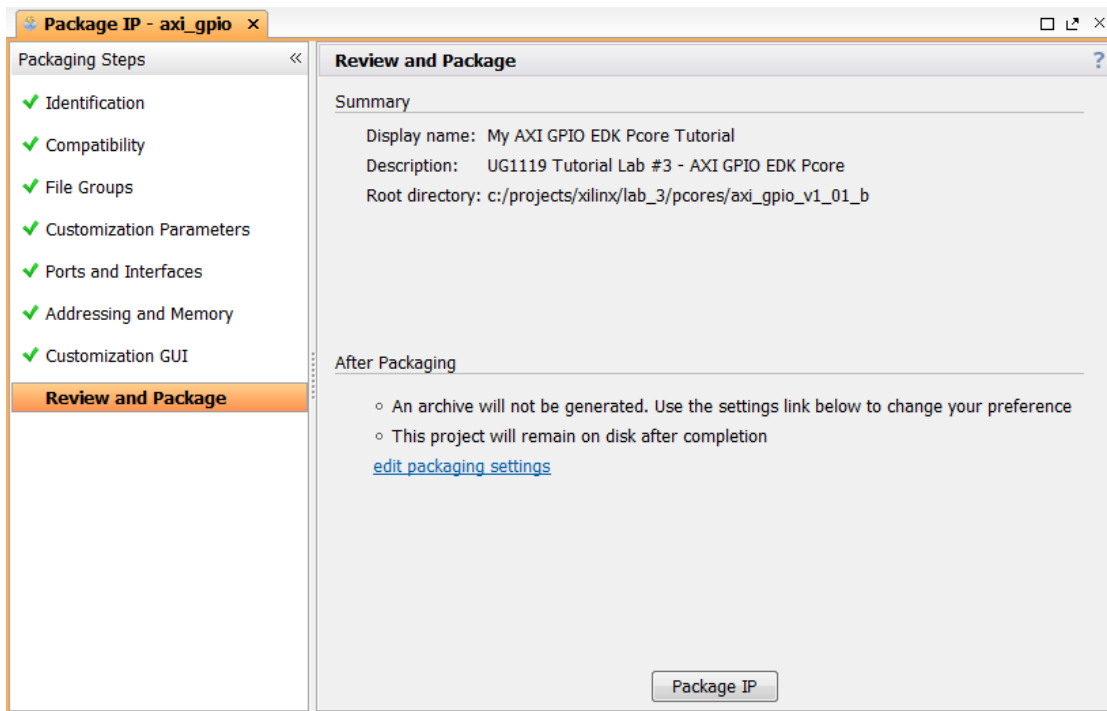 Package IP - axi_gpio ×
Packaging Steps «
Identification
Compatibility
File Groups
Customization Parameters
Ports and Interfaces
Addressing and Memory
Customization GUI
Review and Package
Review and Package ?
Summary
Display name: My AXI GPIO EDK Pcore Tutorial
Description: UG1119 Tutorial Lab #3 - AXI GPIO EDK Pcore
Root directory: c:/projects/xilinx/lab_3/pcores/axi_gpio_v1_01_b
After Packaging
◦ An archive will not be generated. Use the settings link below to change your preference
◦ This project will remain on disk after completion
edit packaging settings
Package IP